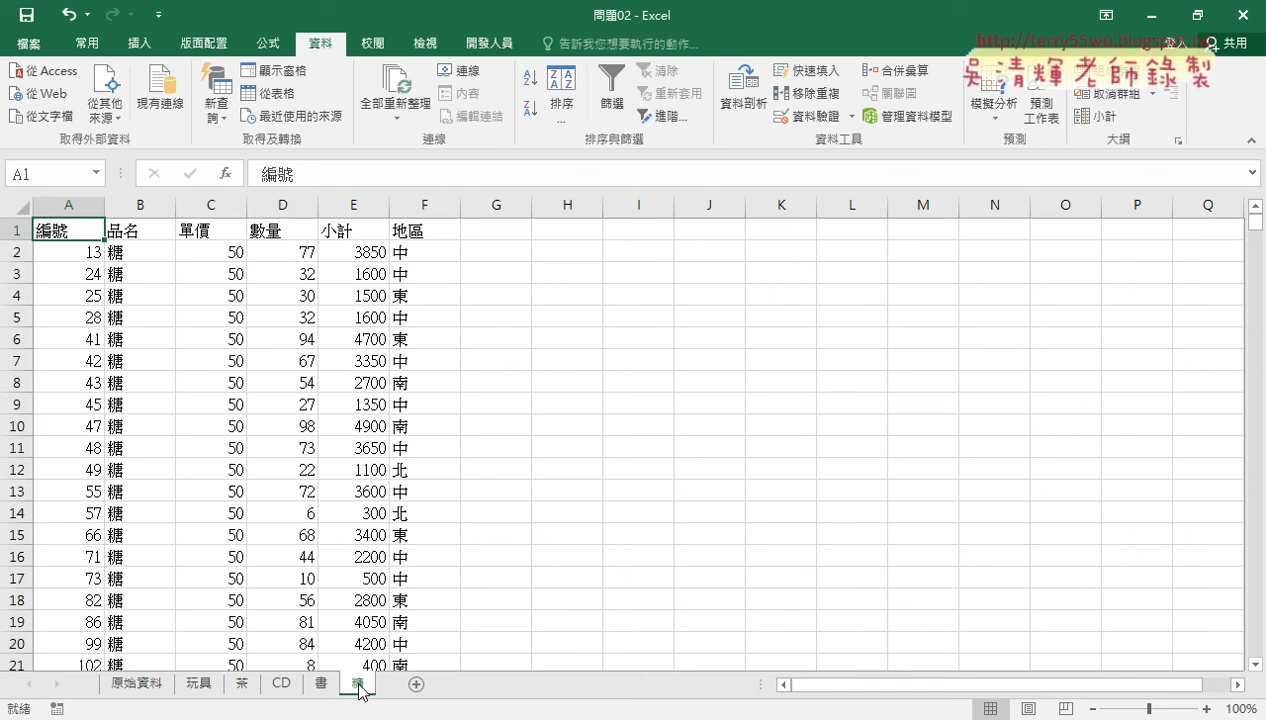 問題02 - Excel
http://terry55wu.blogspot.tw
吳清輝老師錄製
檔案 常用 插入 版面配置 公式 資料 校閱 檢視 開發人員 告訴我您想要執行的動作... 登入 共用
從 Access
從 Web
從文字檔
從其他來源
現有連線
取得外部資料
新查詢
顯示窗格
從表格
最近使用的來源
取得及轉換
全部重新整理
連線
內容
編輯連結
連線
排序...
篩選
清除
重新套用
進階...
排序與篩選
資料剖析
快速填入
移除重複
資料驗證
合併彙算
關聯圖
管理資料模型
資料工具
模擬分析
預測工作表
預測
取消群組
小計
大綱
A1 fx 編號
A B C D E F G H I J K L M N O P Q
1 編號 品名 單價 數量 小計 地區
2 13 糖 50 77 3850 中
3 24 糖 50 32 1600 中
4 25 糖 50 30 1500 東
5 28 糖 50 32 1600 中
6 41 糖 50 94 4700 東
7 42 糖 50 67 3350 中
8 43 糖 50 54 2700 南
9 45 糖 50 27 1350 中
10 47 糖 50 98 4900 南
11 48 糖 50 73 3650 中
12 49 糖 50 22 1100 北
13 55 糖 50 72 3600 中
14 57 糖 50 6 300 北
15 66 糖 50 68 3400 東
16 71 糖 50 44 2200 中
17 73 糖 50 10 500 中
18 82 糖 50 56 2800 東
19 86 糖 50 81 4050 南
20 99 糖 50 84 4200 中
21 102 糖 50 8 400 南
原始資料 玩具 茶 CD 書 糖
就緒 100%